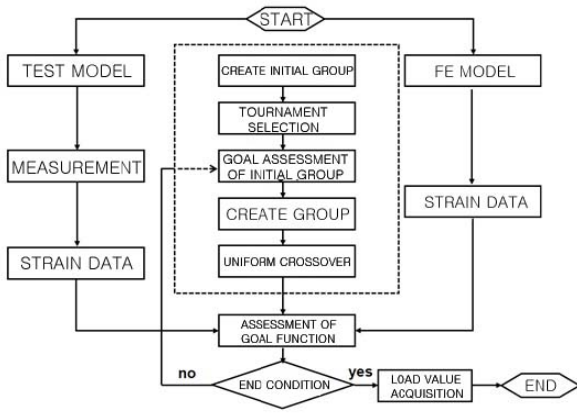 START
TEST MODEL
MEASUREMENT
STRAIN DATA
CREATE INITIAL GROUP
TOURNAMENT
SELECTION
GOAL ASSESSMENT
OF INITIAL GROUP
CREATE GROUP
UNIFORM CROSSOVER
FE MODEL
STRAIN DATA
ASSESSMENT OF
GOAL FUNCTION
no
END CONDITION
yes
LOAD VALUE
ACQUISITION
END